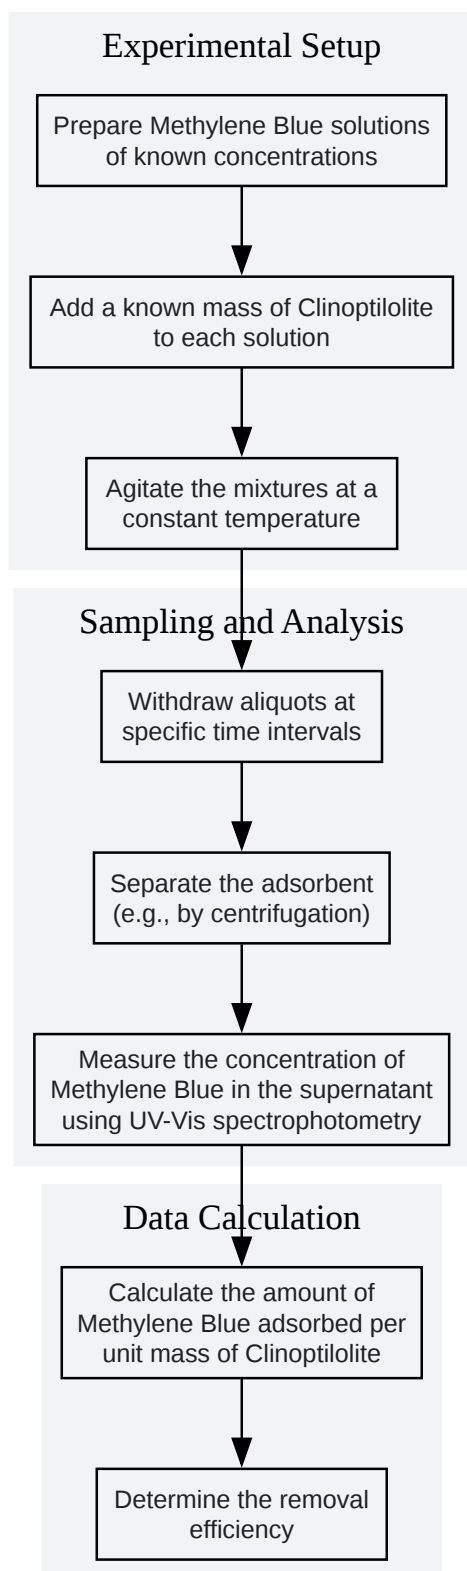 Experimental Setup
Prepare Methylene Blue solutions
of known concentrations
Add a known mass of Clinoptilolite
to each solution
Agitate the mixtures at a
constant temperature
Sampling and Analysis
Withdraw aliquots at
specific time intervals
Separate the adsorbent
(e.g., by centrifugation)
Measure the concentration of
Methylene Blue in the supernatant
using UV-Vis spectrophotometry
Data Calculation
Calculate the amount of
Methylene Blue adsorbed per
unit mass of Clinoptilolite
Determine the removal
efficiency